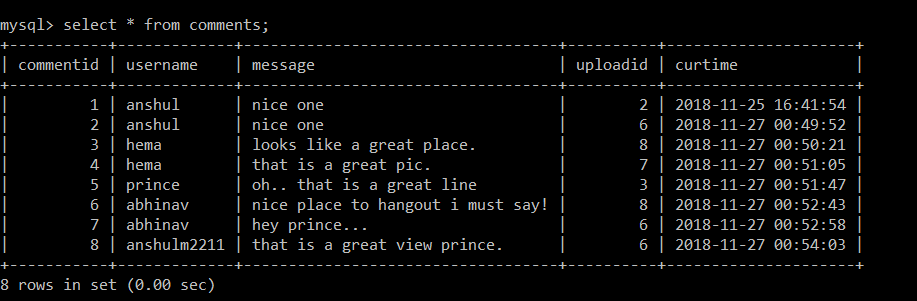 mysql> select * from comments;
+-----------+-------------+---------------------------------+----------+---------------------+
| commentid | username    | message                         | uploadid | curtime             |
+-----------+-------------+---------------------------------+----------+---------------------+
|         1 | anshul      | nice one                        |        2 | 2018-11-25 16:41:54 |
|         2 | anshul      | nice one                        |        6 | 2018-11-27 00:49:52 |
|         3 | hema        | looks like a great place.       |        8 | 2018-11-27 00:50:21 |
|         4 | hema        | that is a great pic.            |        7 | 2018-11-27 00:51:05 |
|         5 | prince      | oh.. that is a great line       |        3 | 2018-11-27 00:51:47 |
|         6 | abhinav     | nice place to hangout i must say! |        8 | 2018-11-27 00:52:43 |
|         7 | abhinav     | hey prince...                   |        6 | 2018-11-27 00:52:58 |
|         8 | anshulm2211 | that is a great view prince.    |        6 | 2018-11-27 00:54:03 |
+-----------+-------------+---------------------------------+----------+---------------------+
8 rows in set (0.00 sec)